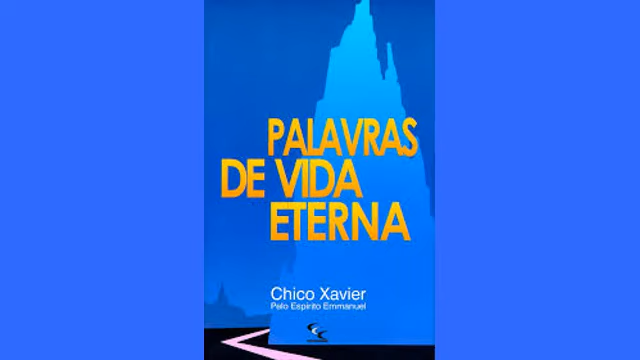 PALAVRAS
DE VIDA
ETERNA
Chico Xavier
Pelo Espírito Emmanuel